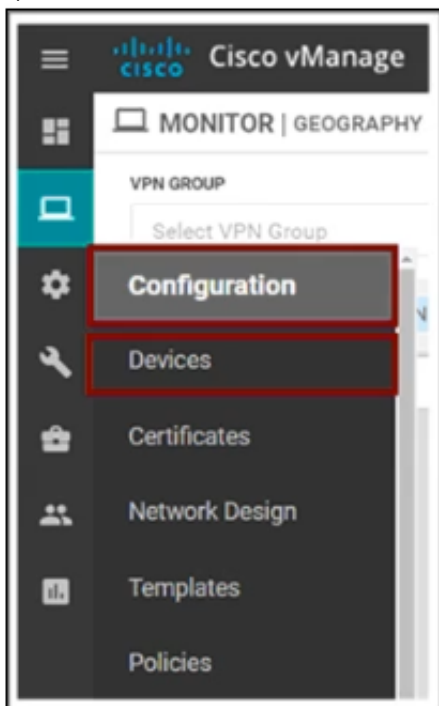 CISCO Cisco vManage
MONITOR | GEOGRAPHY
VPN GROUP
Select VPN Group
Configuration
N
Devices
Certificates
Network Design
Templates
Policies